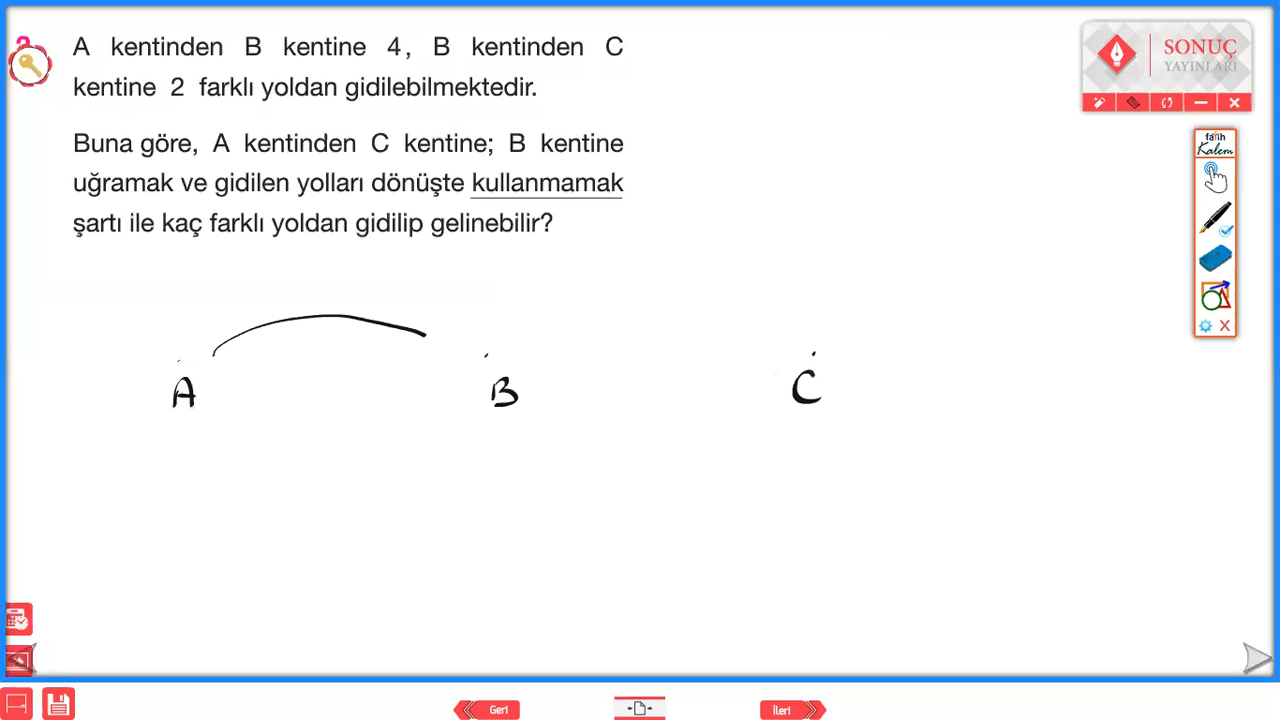 2
A kentinden B kentine 4, B kentinden C
kentine 2 farklı yoldan gidilebilmektedir.
Buna göre, A kentinden C kentine; B kentine
uğramak ve gidilen yolları dönüşte kullanmamak
şartı ile kaç farklı yoldan gidilip gelinebilir?
A B C
SONUÇ
YAYINLARI
fatih
Kalem
Geri
İleri